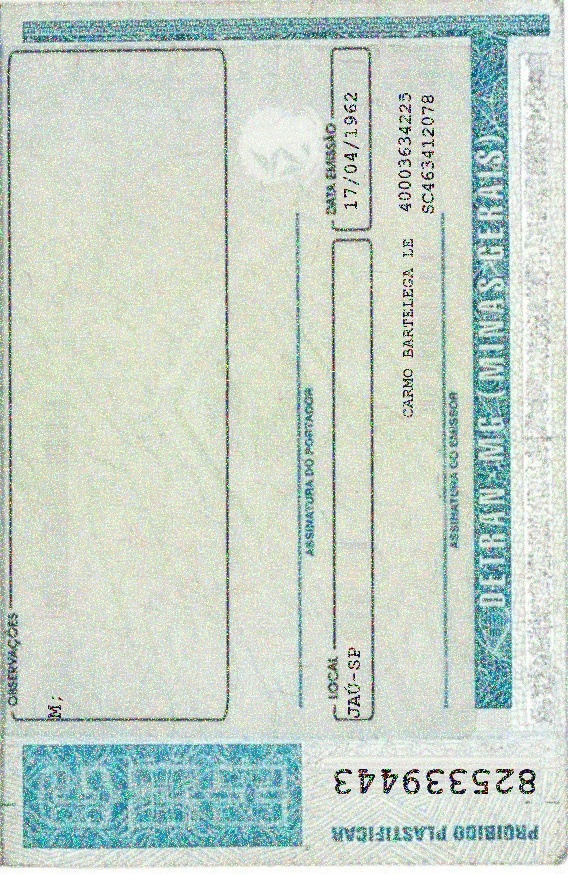 OBSERVAÇÕES
M;
ASSINATURA DO PORTADOR
LOCAL
DATA EMISSÃO
JAÚ-SP
17/04/1962
40003634225
CARMO BARTELEGA LE
SC463412078
ASSINATURA DO EMISSOR
DETRAN-MG (MINAS GERAIS)
PROIBIDO PLASTIFICAR
825339443